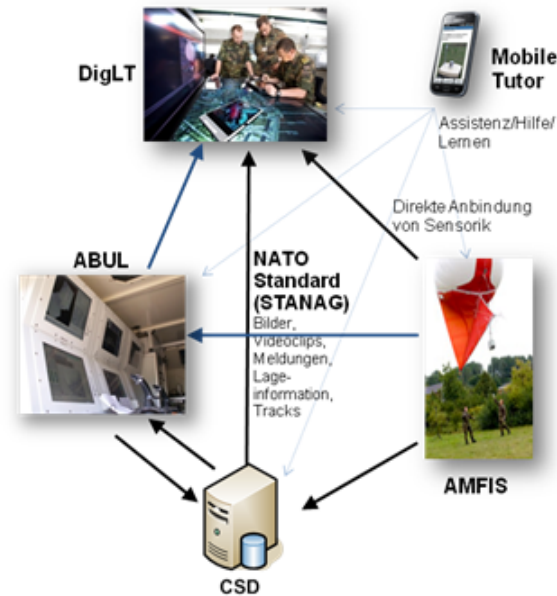 DigLT
Mobile
Tutor
Assistenz/Hilfe/
Lernen
Direkte Anbindung
von Sensorik
ABUL
NATO
Standard
(STANAG)
Bilder,
Videoclips,
Meldungen,
Lage-
information,
Tracks
AMFIS
CSD